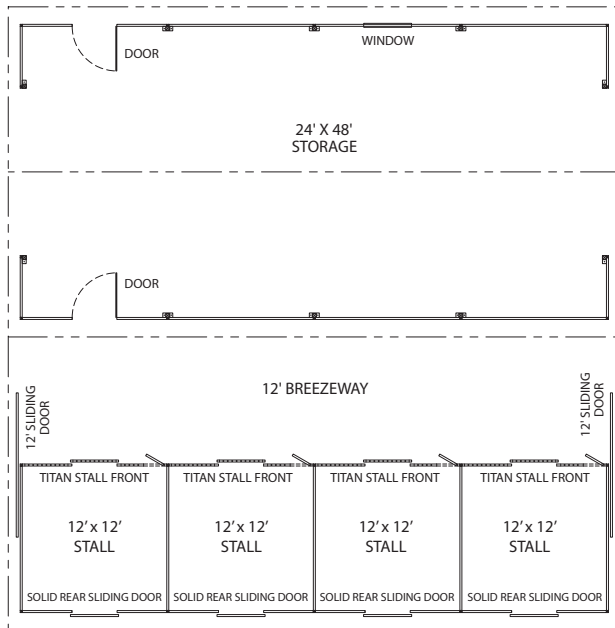 DOOR
WINDOW
24' X 48'
STORAGE
DOOR
12' BREEZEWAY
12' SLIDING
DOOR
12' SLIDING
DOOR
TITAN STALL FRONT
TITAN STALL FRONT
TITAN STALL FRONT
TITAN STALL FRONT
12' x 12'
STALL
12' x 12'
STALL
12' x 12'
STALL
12' x 12'
STALL
SOLID REAR SLIDING DOOR
SOLID REAR SLIDING DOOR
SOLID REAR SLIDING DOOR
SOLID REAR SLIDING DOOR